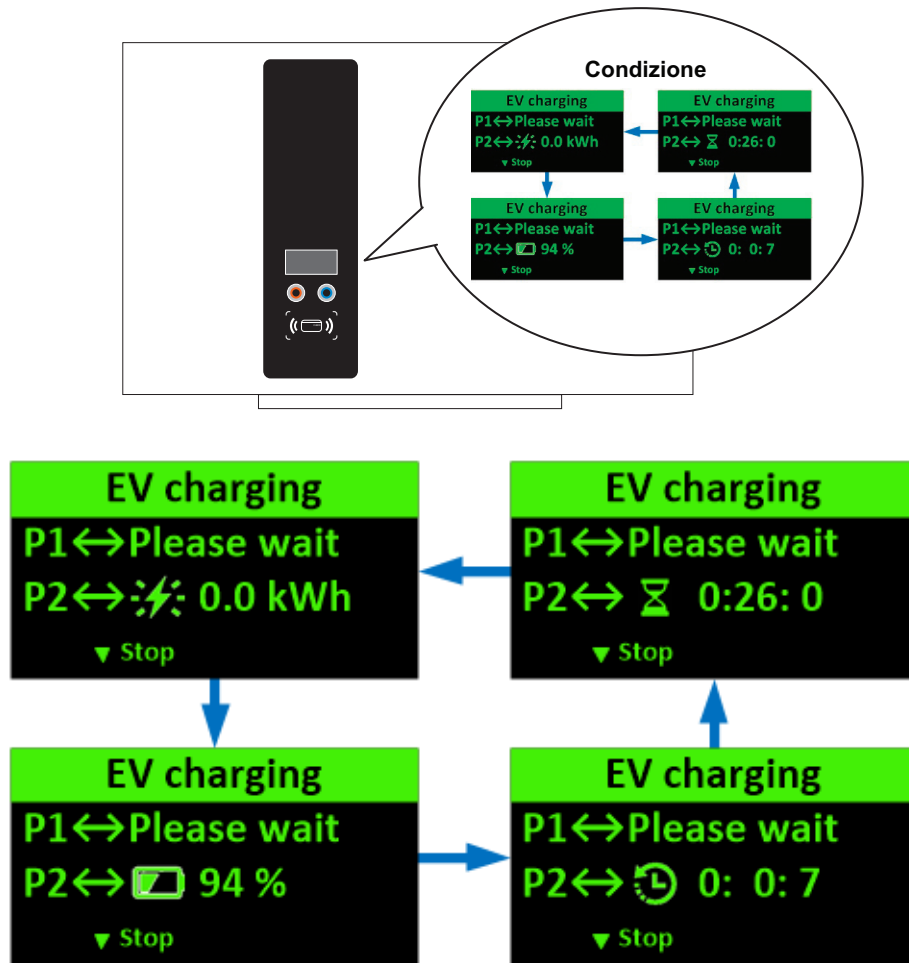 Condizione
EV charging
P1↔Please wait
P2↔ 0.0 kWh
▼ Stop
EV charging
P1↔Please wait
P2↔ 0:26: 0
▼ Stop
EV charging
P1↔Please wait
P2↔ 94 %
▼ Stop
EV charging
P1↔Please wait
P2↔ 0: 0: 7
▼ Stop
EV charging
P1↔Please wait
P2↔ 0.0 kWh
▼ Stop
EV charging
P1↔Please wait
P2↔ 0:26: 0
▼ Stop
EV charging
P1↔Please wait
P2↔ 94 %
▼ Stop
EV charging
P1↔Please wait
P2↔ 0: 0: 7
▼ Stop